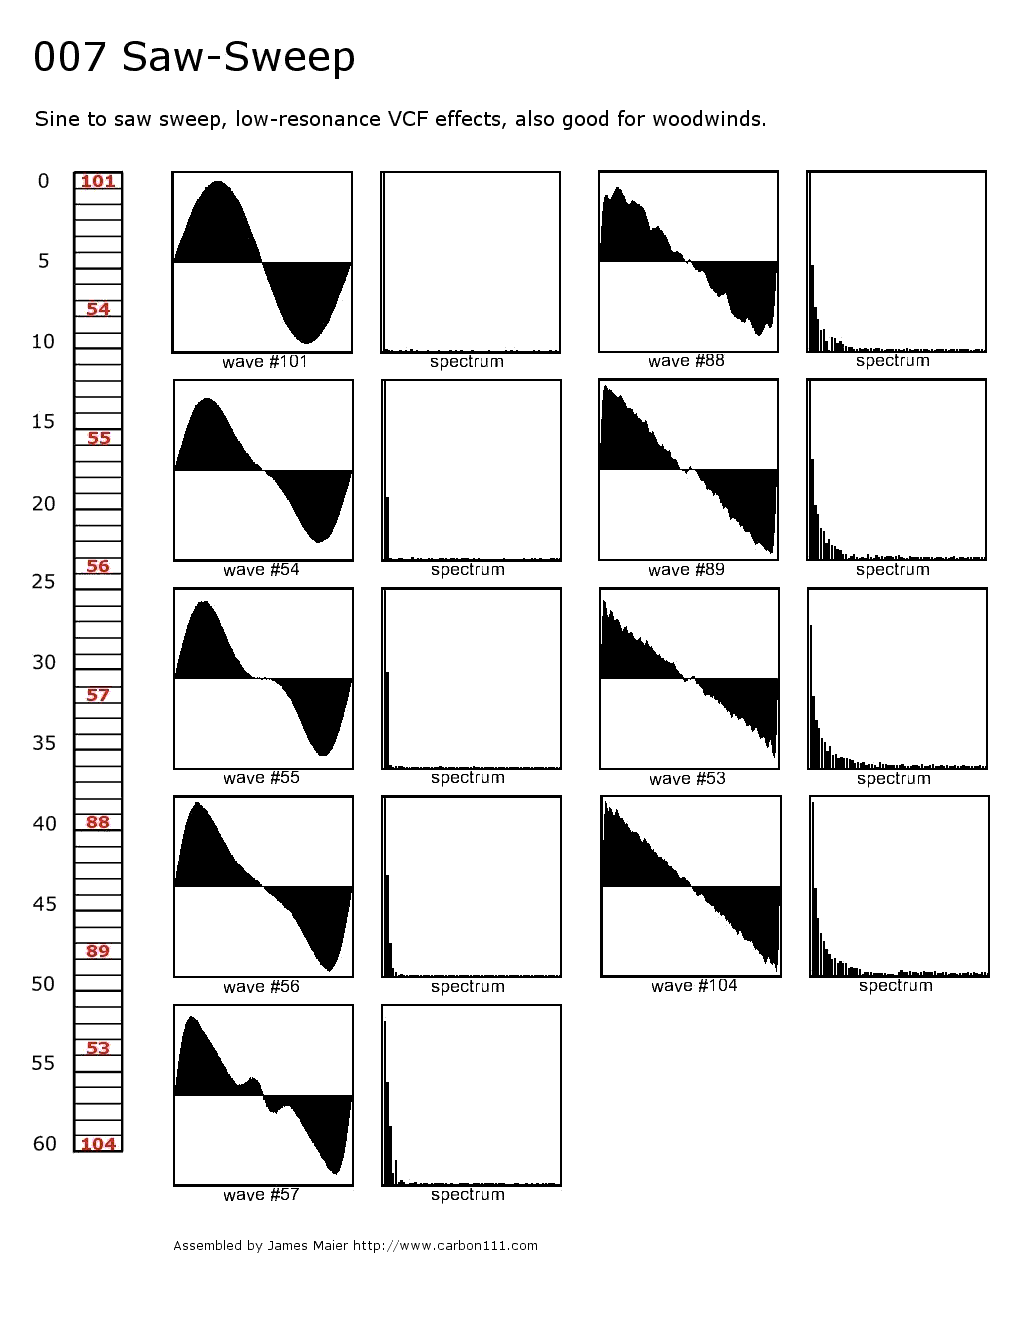 007 Saw-Sweep
Sine to saw sweep, low-resonance VCF effects, also good for woodwinds.
0
5
10
15
20
25
30
35
40
45
50
55
60
101
54
55
56
57
88
89
53
104
wave #101
spectrum
wave #88
spectrum
wave #54
spectrum
wave #89
spectrum
wave #55
spectrum
wave #53
spectrum
wave #56
spectrum
wave #104
spectrum
wave #57
spectrum
Assembled by James Maier http://www.carbon111.com